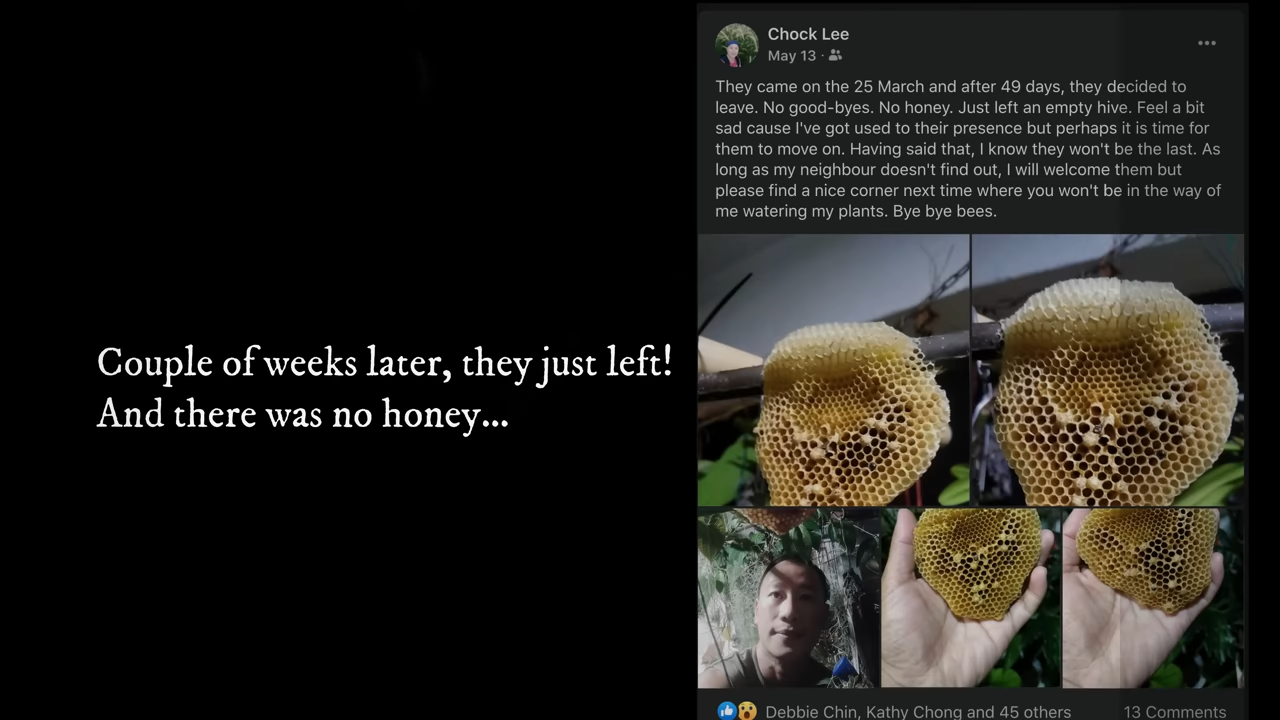 Couple of weeks later, they just left!
And there was no honey...
Chock Lee
May 13 ·
They came on the 25 March and after 49 days, they decided to
leave. No good-byes. No honey. Just left an empty hive. Feel a bit
sad cause I've got used to their presence but perhaps it is time for
them to move on. Having said that, I know they won't be the last. As
long as my neighbour doesn't find out, I will welcome them but
please find a nice corner next time where you won't be in the way of
me watering my plants. Bye bye bees.
Debbie Chin, Kathy Chong and 45 others
13 Comments